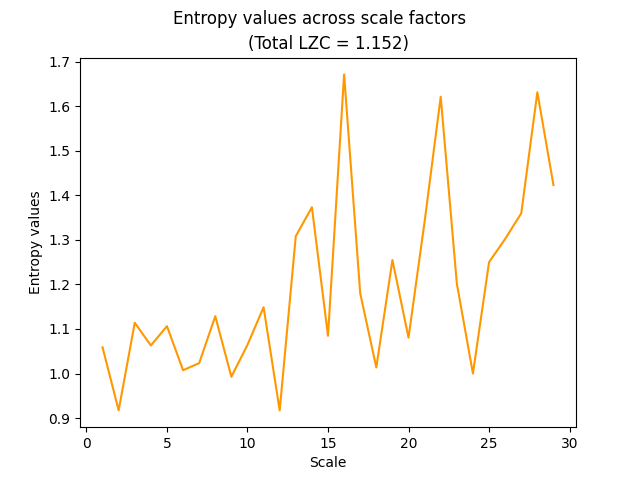 Entropy values across scale factors
(Total LZC = 1.152)
1.7
1.6
1.5
1.4
1.3
1.2
1.1
1.0
0.9
Entropy values
0 5 10 15 20 25 30
Scale